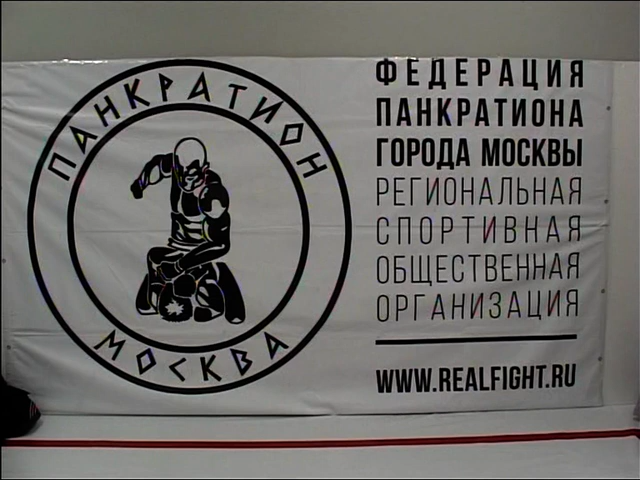 ПАНКРАТИОН
МОСКВА
ФЕДЕРАЦИЯ
ПАНКРАТИОНА
ГОРОДА МОСКВЫ
РЕГИОНАЛЬНАЯ
СПОРТИВНАЯ
ОБЩЕСТВЕННАЯ
ОРГАНИЗАЦИЯ
WWW.REALFIGHT.RU